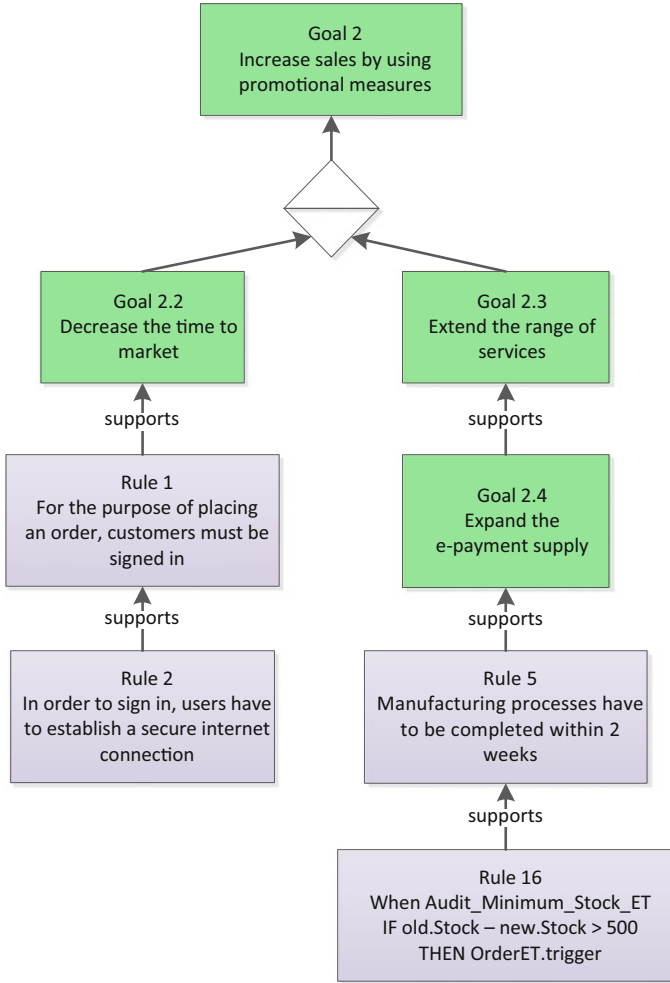 Goal 2
Increase sales by using
promotional measures
Goal 2.2
Decrease the time to
market
Goal 2.3
Extend the range of
services
supports
supports
Rule 1
For the purpose of placing
an order, customers must be
signed in
Goal 2.4
Expand the
e-payment supply
supports
supports
Rule 2
In order to sign in, users have
to establish a secure internet
connection
Rule 5
Manufacturing processes have
to be completed within 2
weeks
supports
Rule 16
When Audit_Minimum_Stock_ET
IF old.Stock – new.Stock > 500
THEN OrderET.trigger